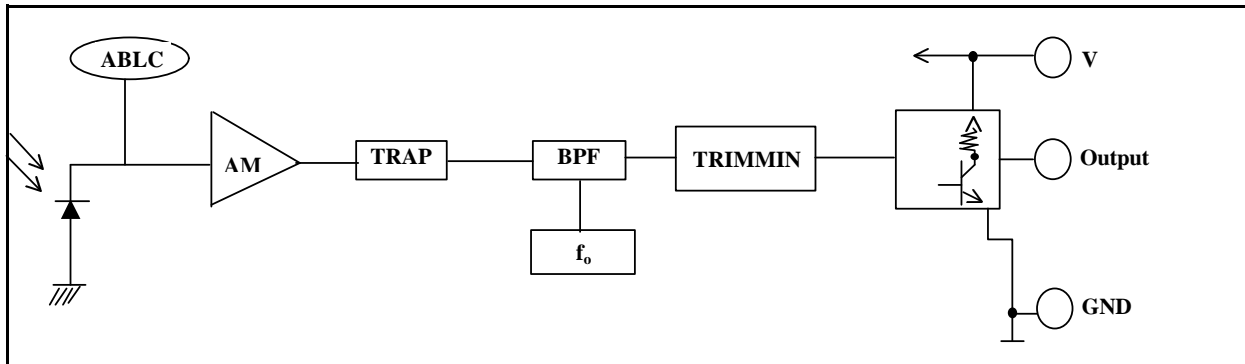 ABLC
V
AM
TRAP
BPF
TRIMMIN
Output
fo
GND